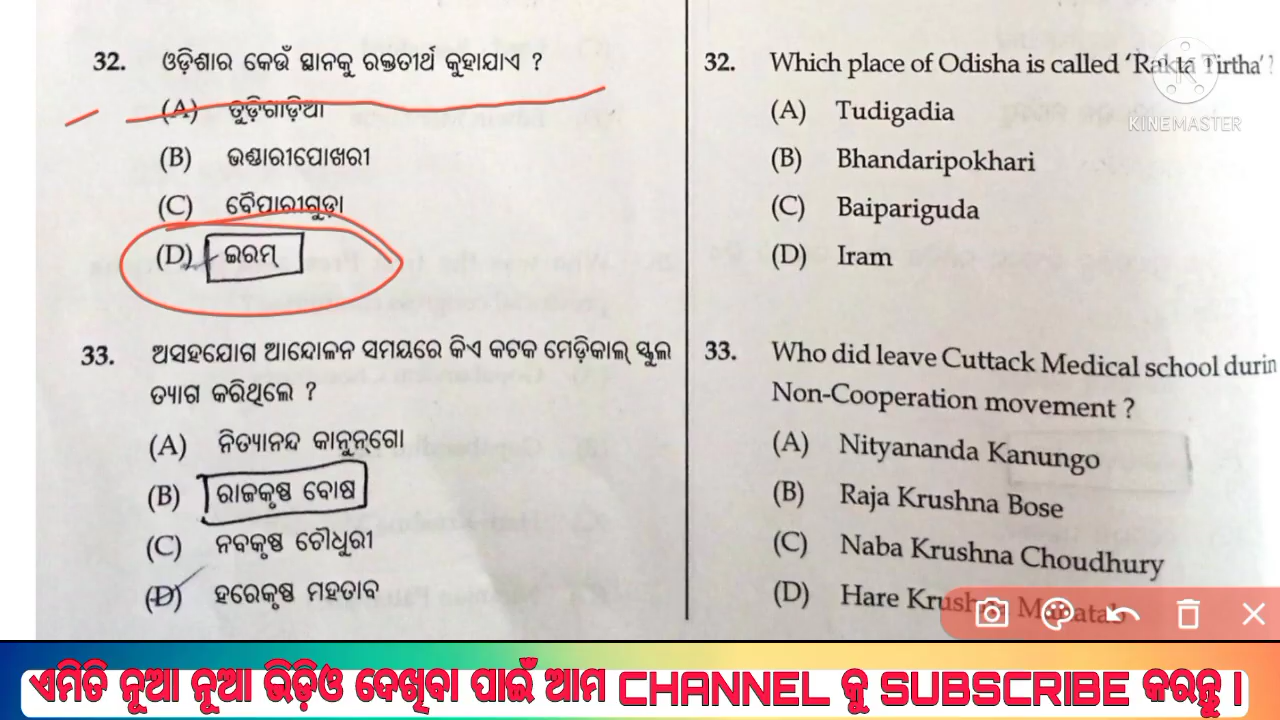 32. ଓଡ଼ିଶାର କେଉଁ ସ୍ଥାନକୁ ରକ୍ତତୀର୍ଥ କୁହାଯାଏ ?
(A) ତୁଡ଼ିଗାଡ଼ିଆ
(B) ଭଣ୍ଡାରୀପୋଖରୀ
(C) ବୈପାରୀଗୁଡ଼ା
(D) ଇରମ୍
33. ଅସହଯୋଗ ଆନ୍ଦୋଳନ ସମୟରେ କିଏ କଟକ ମେଡ଼ିକାଲ୍ ସ୍କୁଲ
ତ୍ୟାଗ କରିଥିଲେ ?
(A) ନିତ୍ୟାନନ୍ଦ କାନୁନ୍‌ଗୋ
(B) ରାଜକୃଷ୍ଣ ବୋଷ
(C) ନବକୃଷ୍ଣ ଚୌଧୁରୀ
(D) ହରେକୃଷ୍ଣ ମହତାବ
32. Which place of Odisha is called ‘Rakta Tirtha’?
(A) Tudigadia
(B) Bhandaripokhari
(C) Baipariguda
(D) Iram
33. Who did leave Cuttack Medical school durin
Non-Cooperation movement ?
(A) Nityananda Kanungo
(B) Raja Krushna Bose
(C) Naba Krushna Choudhury
(D) Hare Krushna Mahatab
KINEMASTER
ଏମିତି ନୂଆ ନୂଆ ଭିଡ଼ିଓ ଦେଖିବା ପାଇଁ ଆମ CHANNEL କୁ SUBSCRIBE କରନ୍ତୁ ।